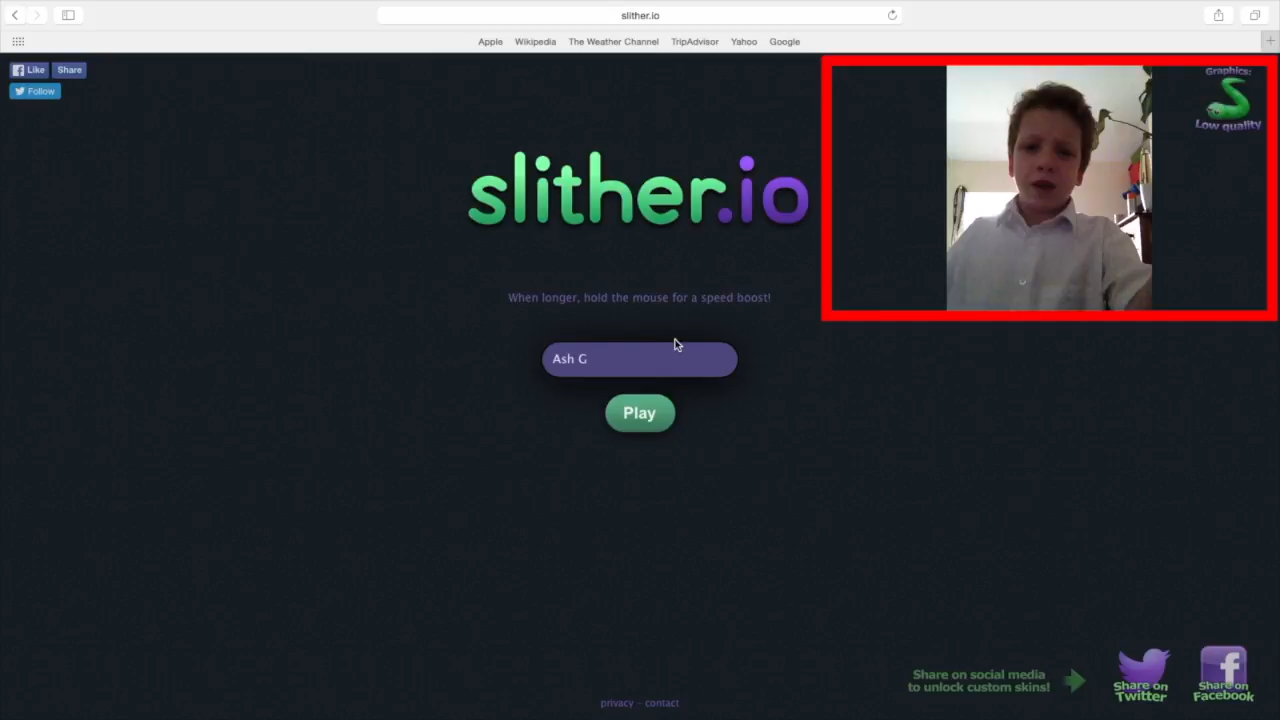 slither.io
Apple Wikipedia The Weather Channel TripAdvisor Yahoo Google
Like Share
Follow
Graphics:
Low quality
slither.io
When longer, hold the mouse for a speed boost!
Ash G
Play
Share on social media
to unlock custom skins!
Share on
Twitter
Share on
Facebook
privacy - contact